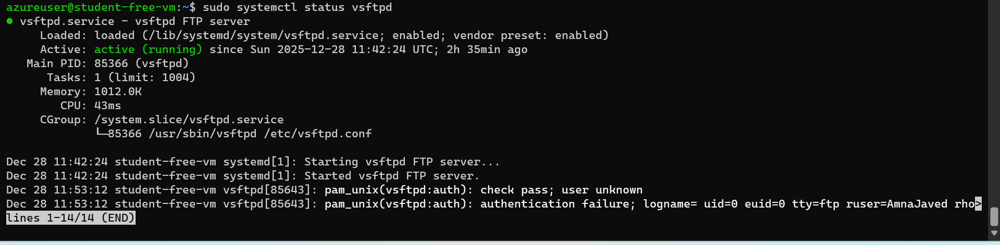 azureuser@student-free-vm:~$ sudo systemctl status vsftpd
● vsftpd.service - vsftpd FTP server
     Loaded: loaded (/lib/systemd/system/vsftpd.service; enabled; vendor preset: enabled)
     Active: active (running) since Sun 2025-12-28 11:42:24 UTC; 2h 35min ago
   Main PID: 85366 (vsftpd)
      Tasks: 1 (limit: 1004)
     Memory: 1012.0K
        CPU: 43ms
     CGroup: /system.slice/vsftpd.service
             └─85366 /usr/sbin/vsftpd /etc/vsftpd.conf

Dec 28 11:42:24 student-free-vm systemd[1]: Starting vsftpd FTP server...
Dec 28 11:42:24 student-free-vm systemd[1]: Started vsftpd FTP server.
Dec 28 11:53:12 student-free-vm vsftpd[85643]: pam_unix(vsftpd:auth): check pass; user unknown
Dec 28 11:53:12 student-free-vm vsftpd[85643]: pam_unix(vsftpd:auth): authentication failure; logname= uid=0 euid=0 tty=ftp ruser=AmnaJaved rho>
lines 1-14/14 (END)